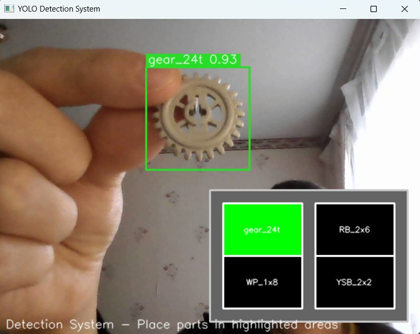 YOLO Detection System
gear_24t 0.93
gear_24t
RB_2x6
WP_1x8
YSB_2x2
Detection System - Place parts in highlighted areas